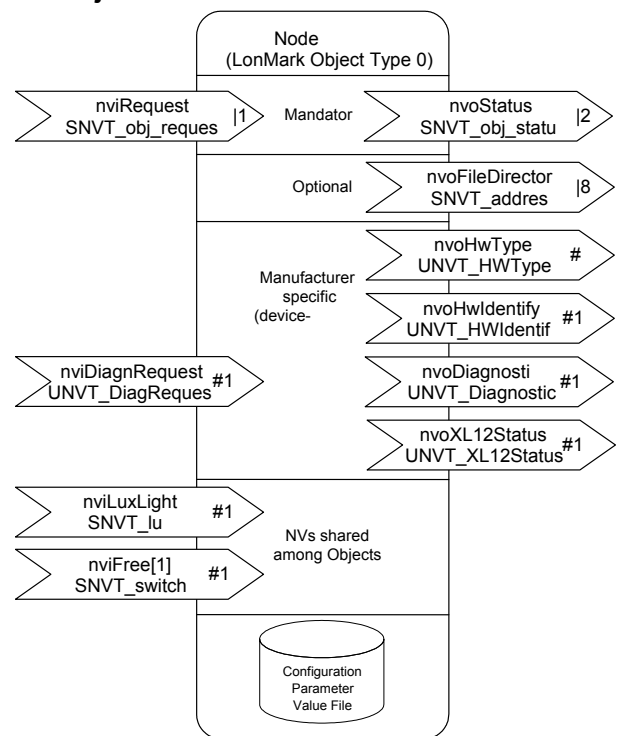 Node
(LonMark Object Type 0)
nviRequest
SNVT_obj_reques |1
Mandator
nvoStatus
SNVT_obj_statu |2
Optional
nvoFileDirector
SNVT_addres |8
Manufacturer
specific
(device-
nvoHwType
UNVT_HWType #
nvoHwIdentify
UNVT_HWIdentif #1
nviDiagnRequest
UNVT_DiagReques #1
nvoDiagnosti
UNVT_Diagnostic #1
nvoXL12Status
UNVT_XL12Status #1
nviLuxLight
SNVT_lu #1
NVs shared
among Objects
nviFree[1]
SNVT_switch #1
Configuration
Parameter
Value File